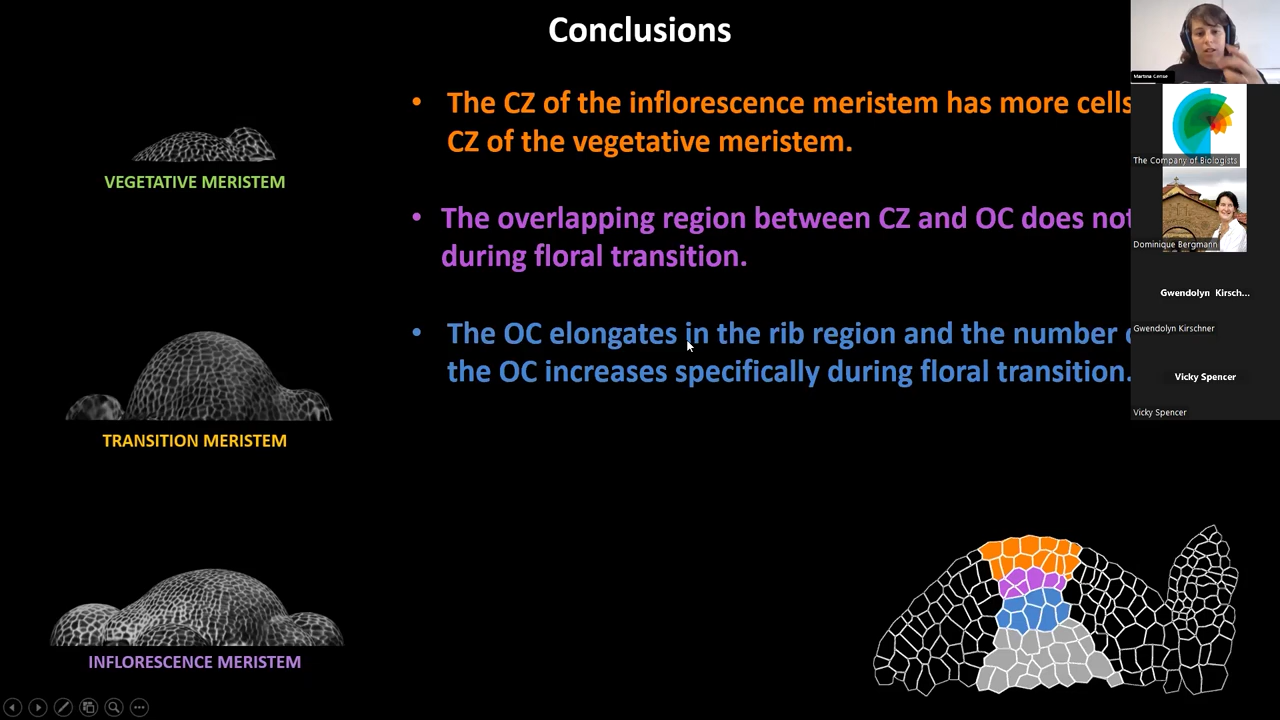 Conclusions
• The CZ of the inflorescence meristem has more cells
CZ of the vegetative meristem.
• The overlapping region between CZ and OC does not
during floral transition.
• The OC elongates in the rib region and the number
the OC increases specifically during floral transition.
VEGETATIVE MERISTEM
TRANSITION MERISTEM
INFLORESCENCE MERISTEM
The Company of Biologists
Dominique Bergmann
Gwendolyn Kirsch...
Gwendolyn Kirschner
Vicky Spencer
Vicky Spencer